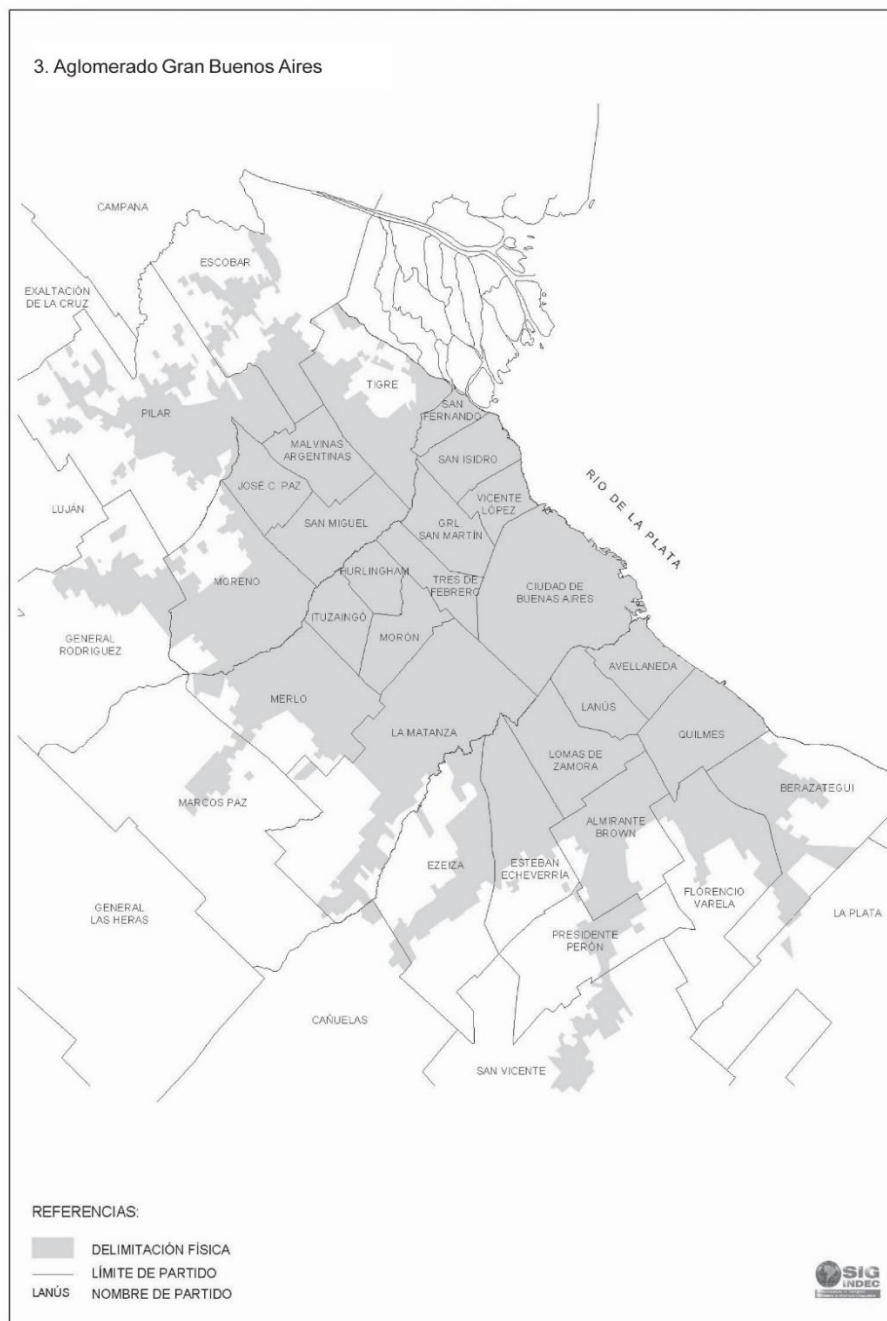 3. Aglomerado Gran Buenos Aires
CAMPANA
ESCOBAR
EXALTACIÓN
DE LA CRUZ
TIGRE
SAN
FERNANDO
PILAR
MALVINAS
ARGENTINAS
SAN ISIDRO
JOSÉ C. PAZ
VICENTE
LÓPEZ
RIO DE LA PLATA
LUJÁN
SAN MIGUEL
GRL
SAN MARTÍN
HURLINGHAM
MORENO
TRES DE
FEBRERO
CIUDAD DE
BUENOS AIRES
ITUZAINGÓ
MORÓN
GENERAL
RODRIGUEZ
AVELLANEDA
MERLO
LANÚS
LA MATANZA
QUILMES
LOMAS DE
ZAMORA
BERAZATEGUI
MARCOS PAZ
ALMIRANTE
BROWN
EZEIZA
ESTEBAN
ECHEVERRÍA
FLORENCIO
VARELA
GENERAL
LAS HERAS
LA PLATA
PRESIDENTE
PERÓN
CAÑUELAS
SAN VICENTE
REFERENCIAS:
DELIMITACIÓN FÍSICA
LÍMITE DE PARTIDO
LANÚS NOMBRE DE PARTIDO
SIG
INDEC